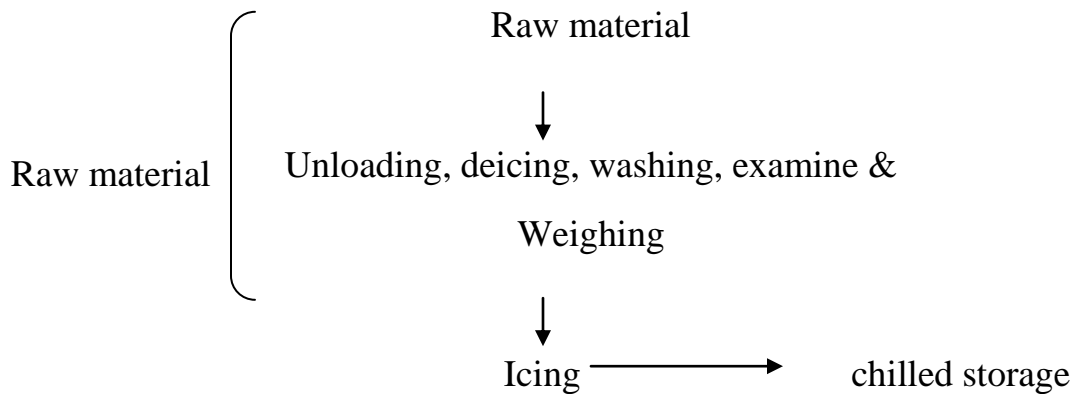 Raw material
Raw material
Unloading, deicing, washing, examine &
Weighing
Icing
chilled storage